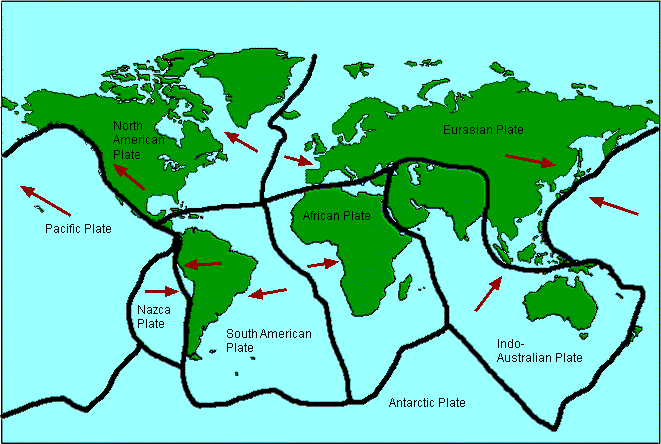 North
American
Plate
Eurasian Plate
African Plate
Pacific Plate
Nazca
Plate
South American
Plate
Indo-
Australian Plate
Antarctic Plate